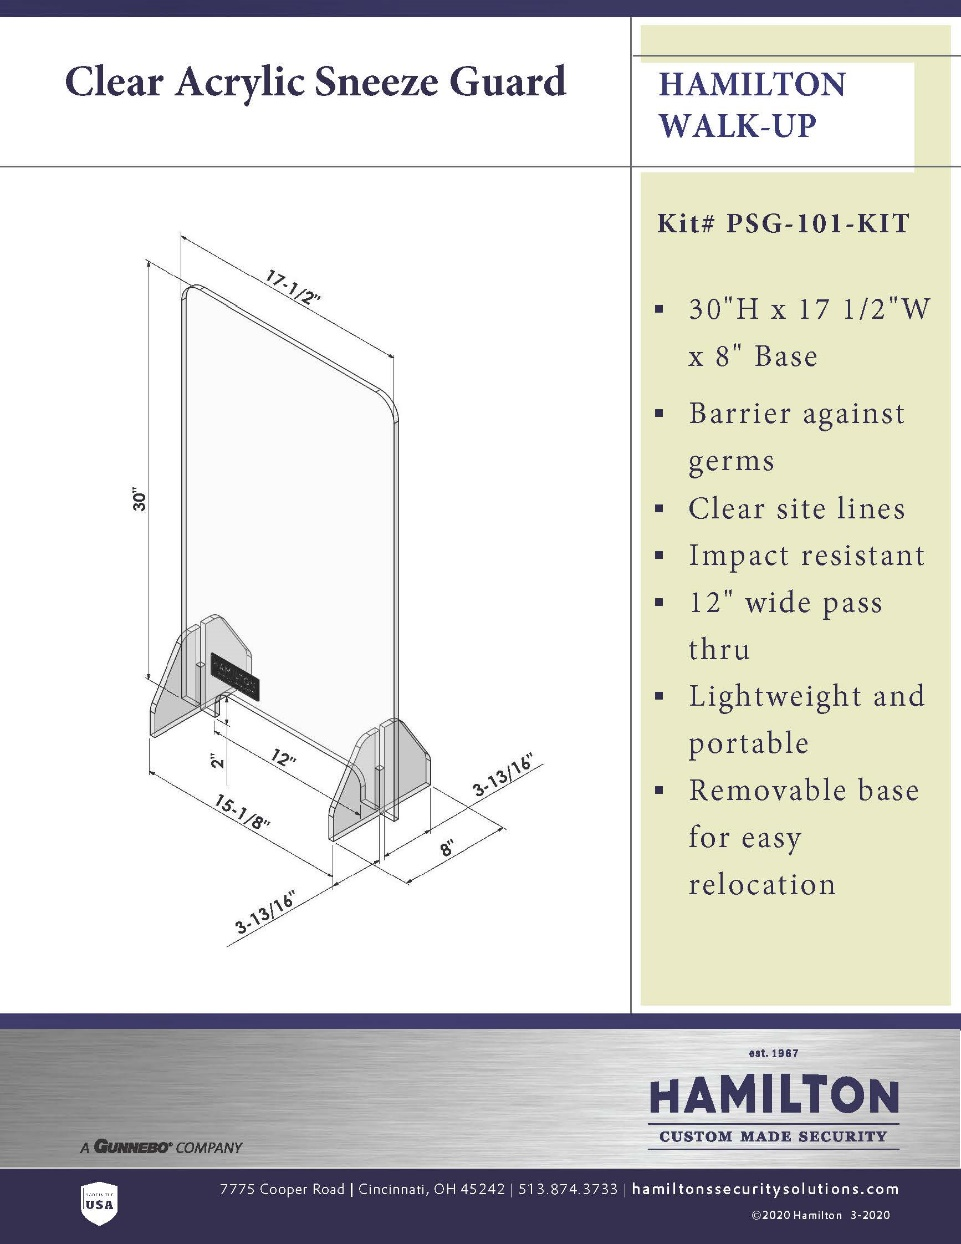 Clear Acrylic Sneeze Guard
HAMILTON
WALK-UP
Kit# PSG-101-KIT
▪ 30"H x 17 1/2"W
x 8" Base
▪ Barrier against
germs
▪ Clear site lines
▪ Impact resistant
▪ 12" wide pass
thru
▪ Lightweight and
portable
▪ Removable base
for easy
relocation
17-1/2"
30"
HAMILTON
2"
12"
15-1/8"
3-13/16"
8"
3-13/16"
est. 1967
HAMILTON
CUSTOM MADE SECURITY
A GUNNEBO® COMPANY
USA
7775 Cooper Road | Cincinnati, OH 45242 | 513.874.3733 | hamiltonssecuritysolutions.com
©2020 Hamilton 3-2020